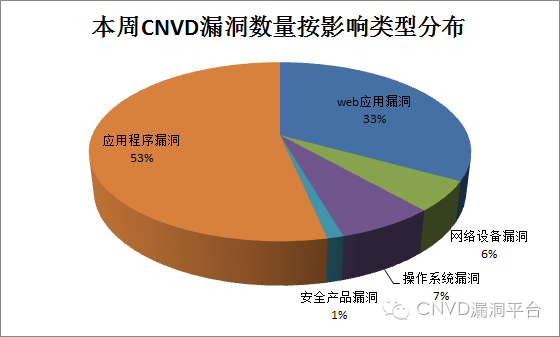 本周CNVD漏洞数量按影响类型分布
web应用漏洞
33%
应用程序漏洞
53%
网络设备漏洞
6%
操作系统漏洞
7%
安全产品漏洞
1%
CNVD漏洞平台